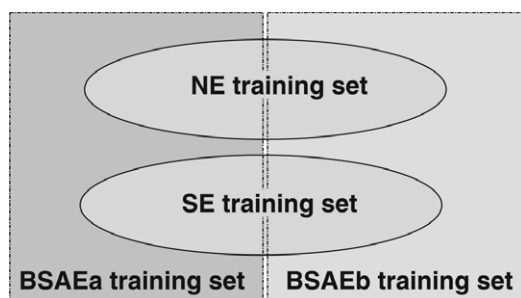 NE training set
SE training set
BSAEa training set
BSAEb training set